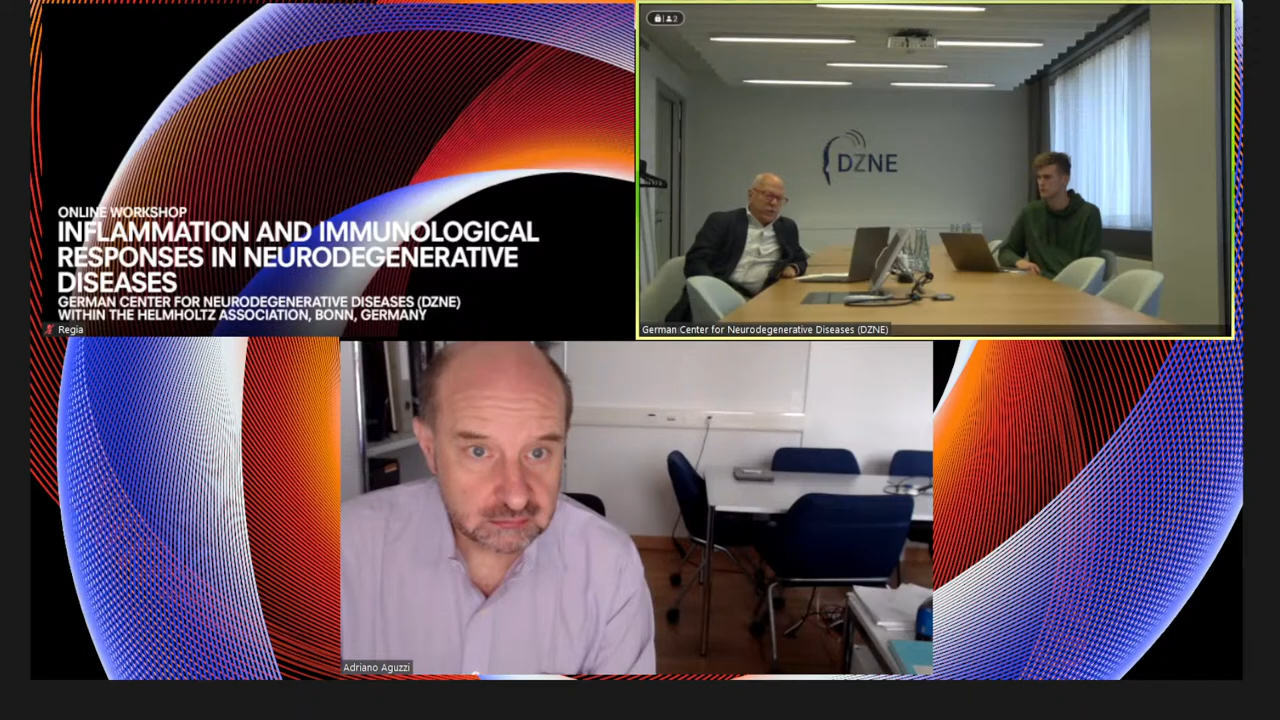 ONLINE WORKSHOP
INFLAMMATION AND IMMUNOLOGICAL
RESPONSES IN NEURODEGENERATIVE
DISEASES
GERMAN CENTER FOR NEURODEGENERATIVE DISEASES (DZNE)
WITHIN THE HELMHOLTZ ASSOCIATION, BONN, GERMANY
Regia
2
DZNE
German Center for Neurodegenerative Diseases (DZNE)
Adriano Aguzzi